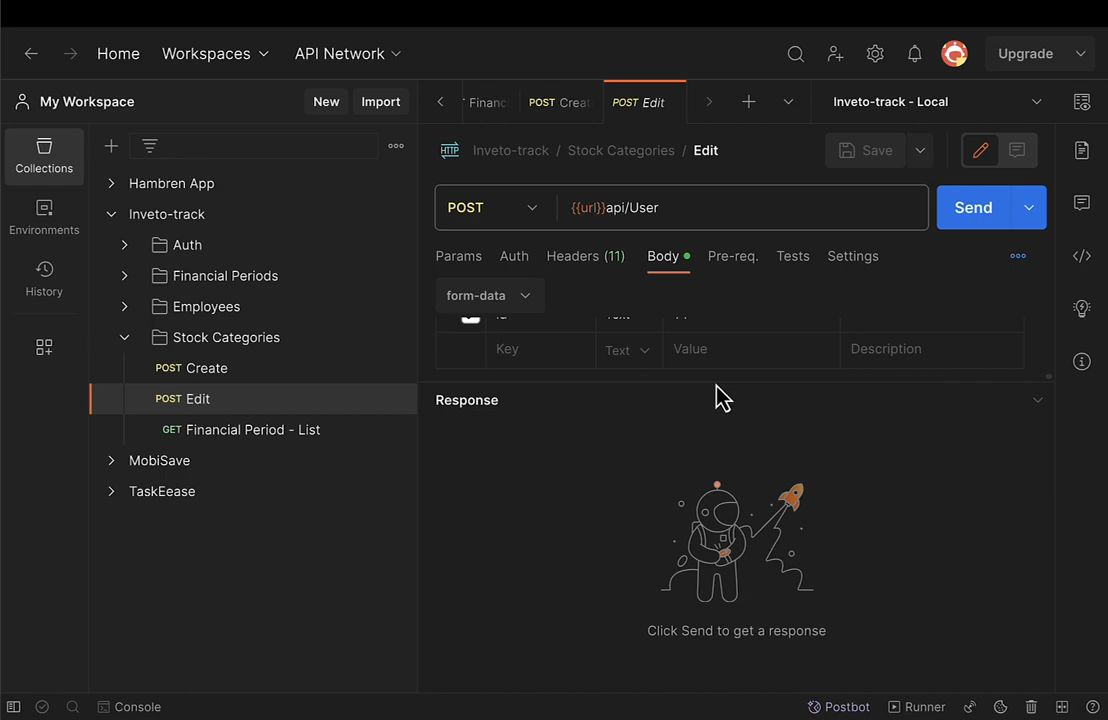 Home
Workspaces
API Network
Upgrade
My Workspace
New
Import
Financ
POST Creat
POST Edit
Inveto-track - Local
Collections
Environments
History
Hambren App
Inveto-track
Auth
Financial Periods
Employees
Stock Categories
POST Create
POST Edit
GET Financial Period - List
MobiSave
TaskEease
HTTP
Inveto-track / Stock Categories / Edit
Save
POST
{{url}}api/User
Send
Params
Auth
Headers (11)
Body
Pre-req.
Tests
Settings
form-data
Key
Text
Value
Description
Response
Click Send to get a response
Console
Postbot
Runner